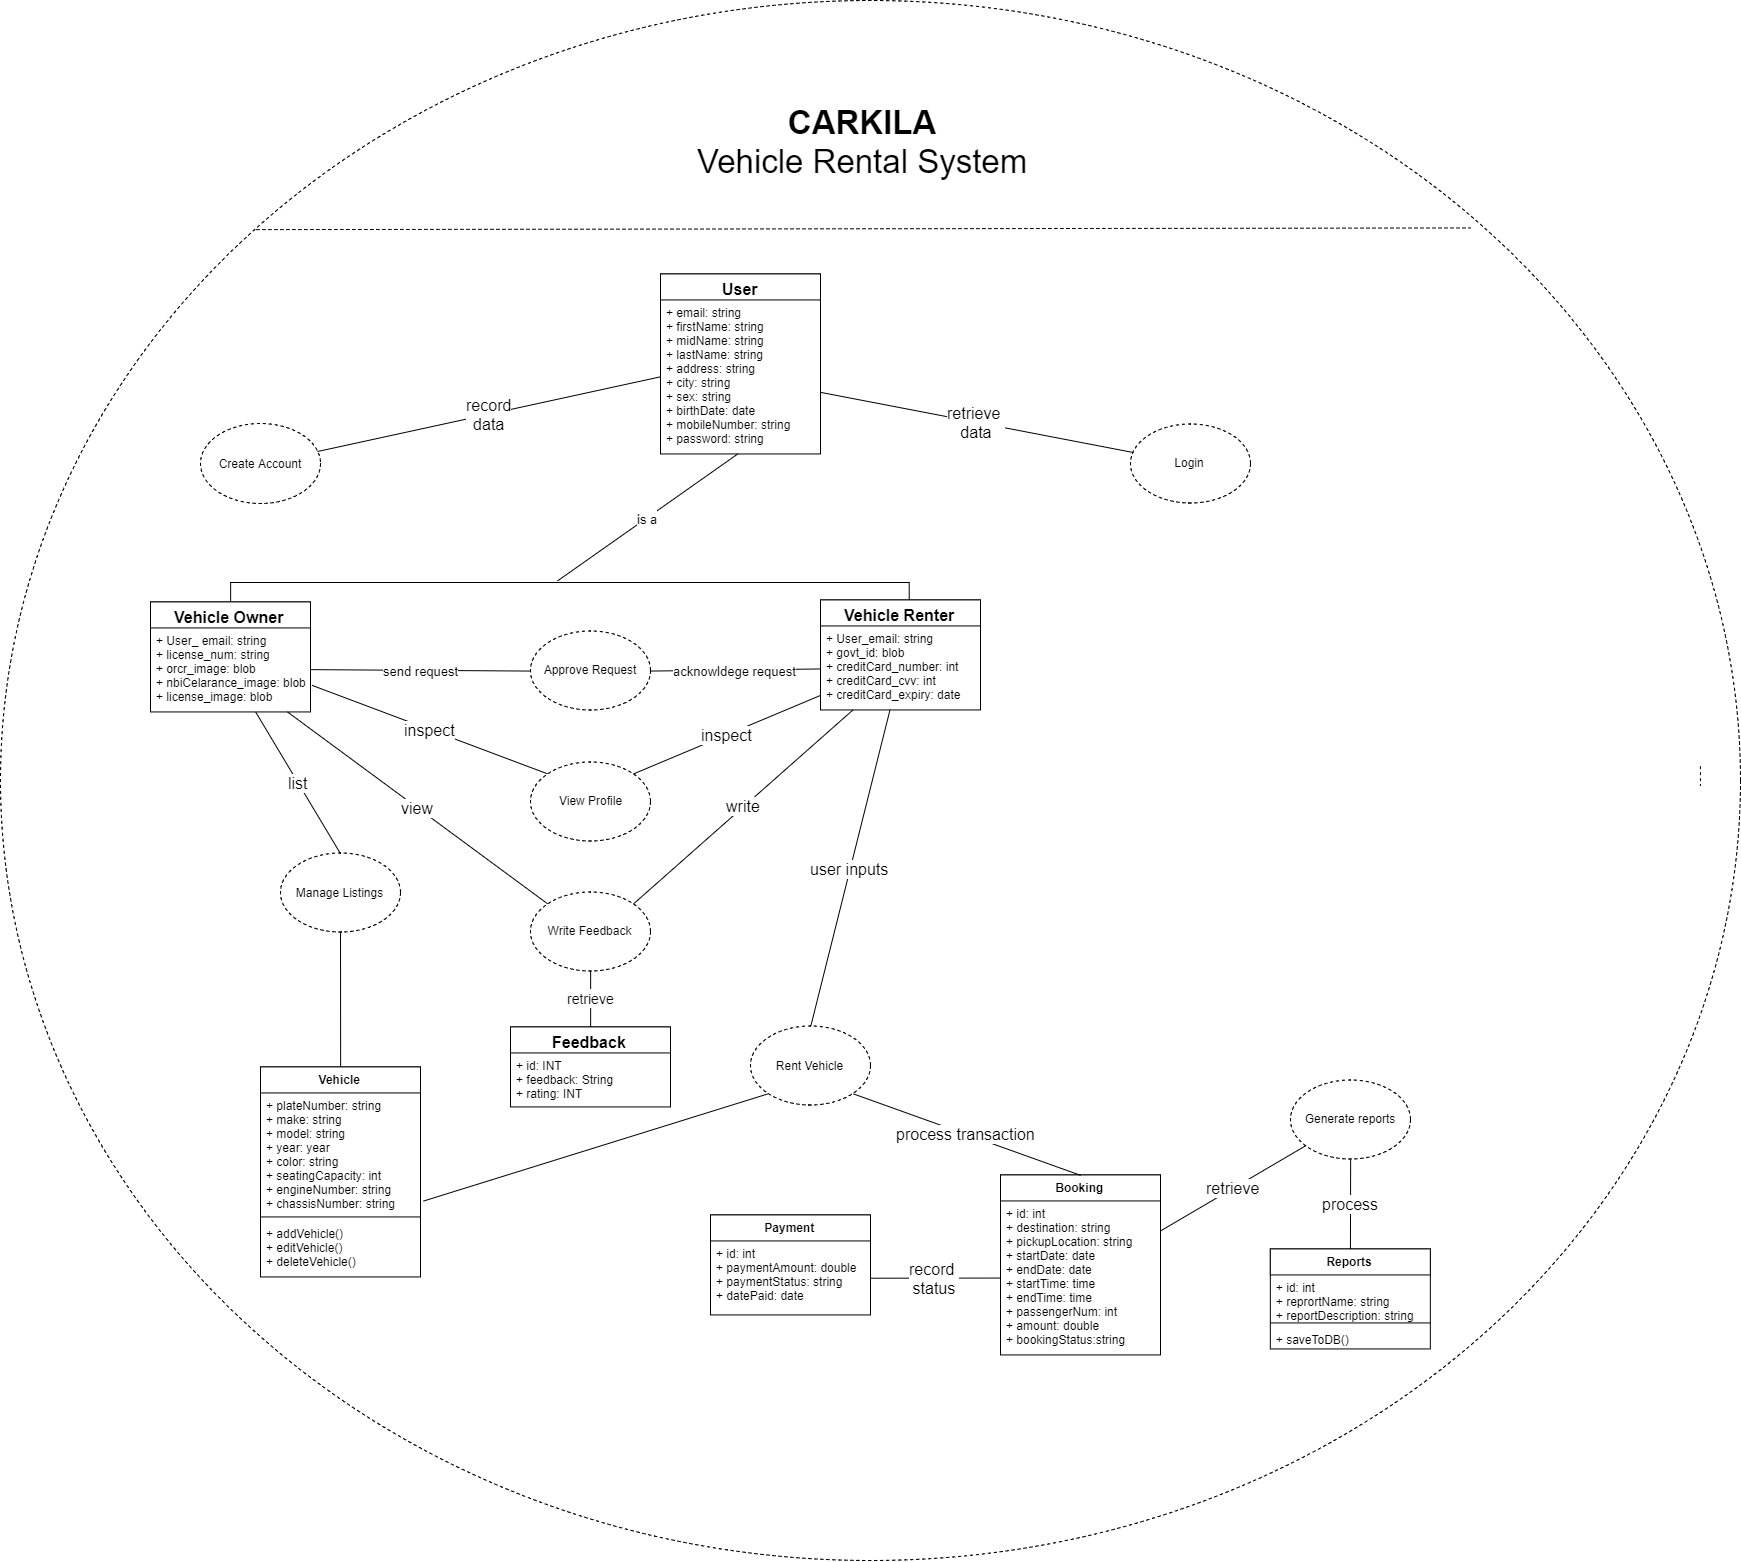 CARKILA
Vehicle Rental System
User
+ email: string
+ firstName: string
+ midName: string
+ lastName: string
+ address: string
+ city: string
+ sex: string
+ birthDate: date
+ mobileNumber: string
+ password: string
record
data
retrieve
data
Create Account
Login
is a
Vehicle Owner
+ User_ email: string
+ license_num: string
+ orcr_image: blob
+ nbiCelarance_image: blob
+ license_image: blob
Vehicle Renter
+ User_email: string
+ govt_id: blob
+ creditCard_number: int
+ creditCard_cvv: int
+ creditCard_expiry: date
send request
Approve Request
acknowldege request
inspect
inspect
View Profile
list
view
write
user inputs
Manage Listings
Write Feedback
retrieve
Feedback
+ id: INT
+ feedback: String
+ rating: INT
Rent Vehicle
Vehicle
+ plateNumber: string
+ make: string
+ model: string
+ year: year
+ color: string
+ seatingCapacity: int
+ engineNumber: string
+ chassisNumber: string
+ addVehicle()
+ editVehicle()
+ deleteVehicle()
process transaction
Generate reports
retrieve
process
Payment
+ id: int
+ paymentAmount: double
+ paymentStatus: string
+ datePaid: date
record
status
Booking
+ id: int
+ destination: string
+ pickupLocation: string
+ startDate: date
+ endDate: date
+ startTime: time
+ endTime: time
+ passengerNum: int
+ amount: double
+ bookingStatus:string
Reports
+ id: int
+ reprortName: string
+ reportDescription: string
+ saveToDB()